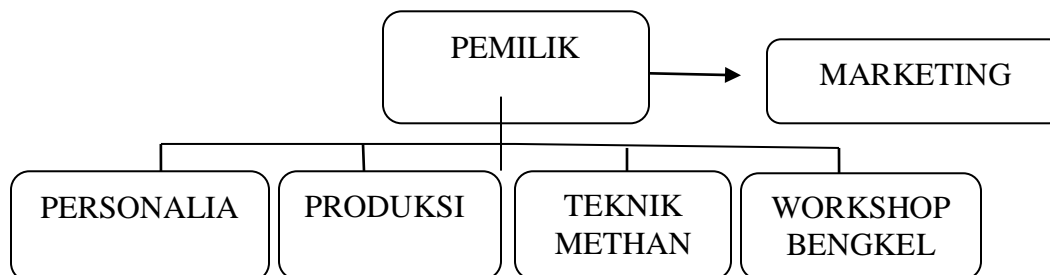 PEMILIK
MARKETING
PERSONALIA
PRODUKSI
TEKNIK
METHAN
WORKSHOP
BENGKEL